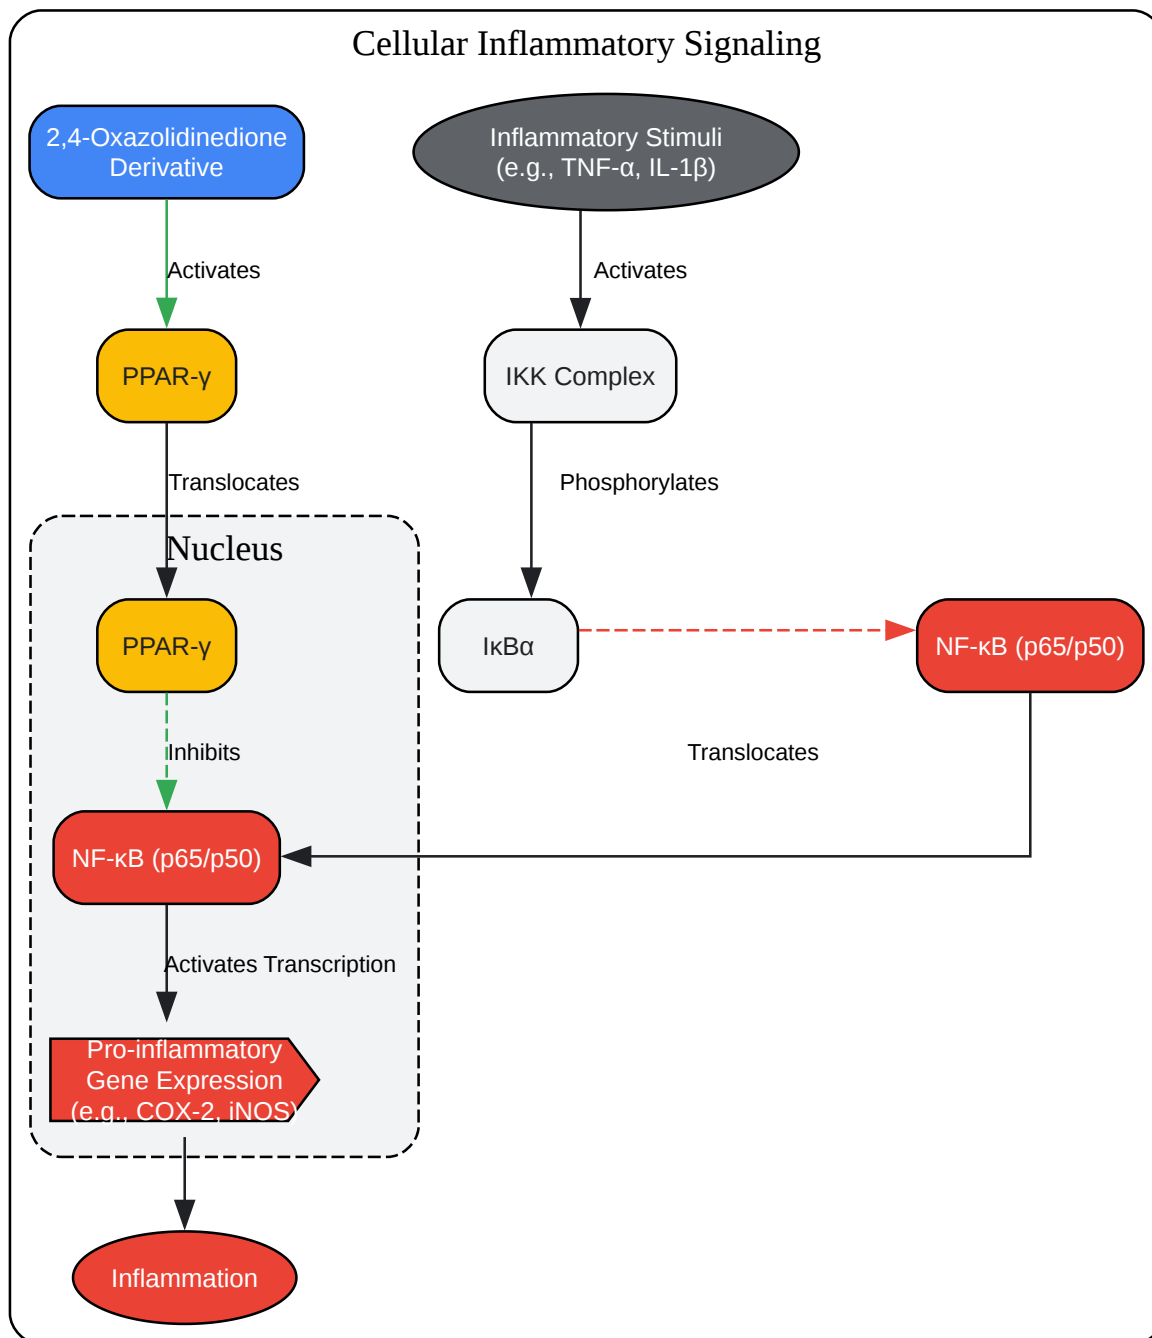 Cellular Inflammatory Signaling
2,4-Oxazolidinedione
Derivative
Inflammatory Stimuli
(e.g., TNF-α, IL-1β)
Activates
Activates
PPAR-γ
IKK Complex
Translocates
Phosphorylates
Nucleus
PPAR-γ
IκBα
NF-κB (p65/p50)
Inhibits
Translocates
NF-κB (p65/p50)
Activates Transcription
Pro-inflammatory
Gene Expression
(e.g., COX-2, iNOS)
Inflammation